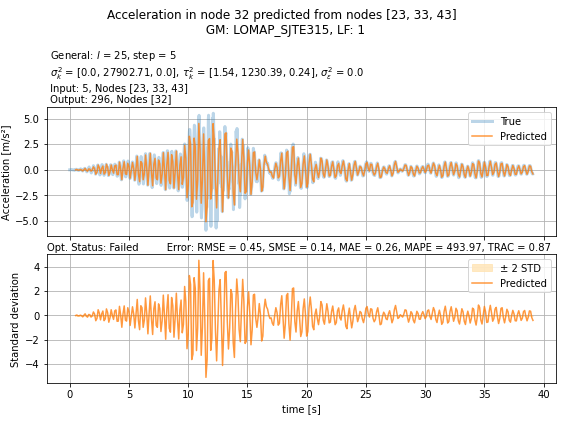 Acceleration in node 32 predicted from nodes [23, 33, 43]
GM: LOMAP_SJTE315, LF: 1
General: l = 25, step = 5
σ²ₖ = [0.0, 27902.71, 0.0], τ²ₖ = [1.54, 1230.39, 0.24], σ²ε = 0.0
Input: 5, Nodes [23, 33, 43]
Output: 296, Nodes [32]
Acceleration [m/s²]
5.0
2.5
0.0
−2.5
−5.0
True
Predicted
Opt. Status: Failed Error: RMSE = 0.45, SMSE = 0.14, MAE = 0.26, MAPE = 493.97, TRAC = 0.87
Standard deviation
4
2
0
−2
−4
± 2 STD
Predicted
0 5 10 15 20 25 30 35 40
time [s]